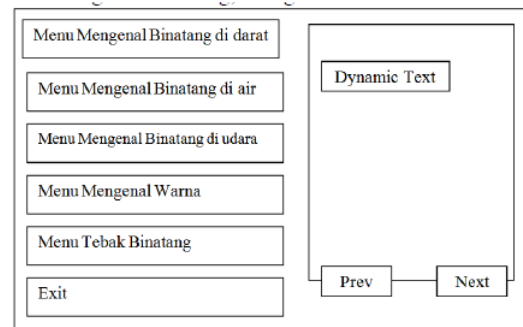 Menu Mengenal Binatang di darat
Menu Mengenal Binatang di air
Menu Mengenal Binatang di udara
Menu Mengenal Warna
Menu Tebak Binatang
Exit
Dynamic Text
Prev
Next